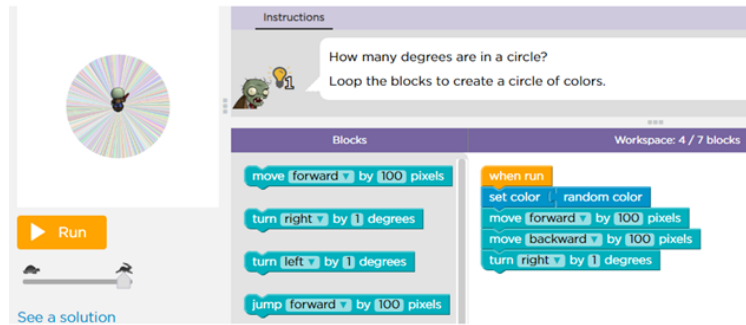 Instructions
1
How many degrees are in a circle?
Loop the blocks to create a circle of colors.
Blocks
Workspace: 4 / 7 blocks
move forward ▼ by 100 pixels
turn right ▼ by 1 degrees
turn left ▼ by 1 degrees
jump forward ▼ by 100 pixels
when run
set color random color
move forward ▼ by 100 pixels
move backward ▼ by 100 pixels
turn right ▼ by 1 degrees
Run
See a solution